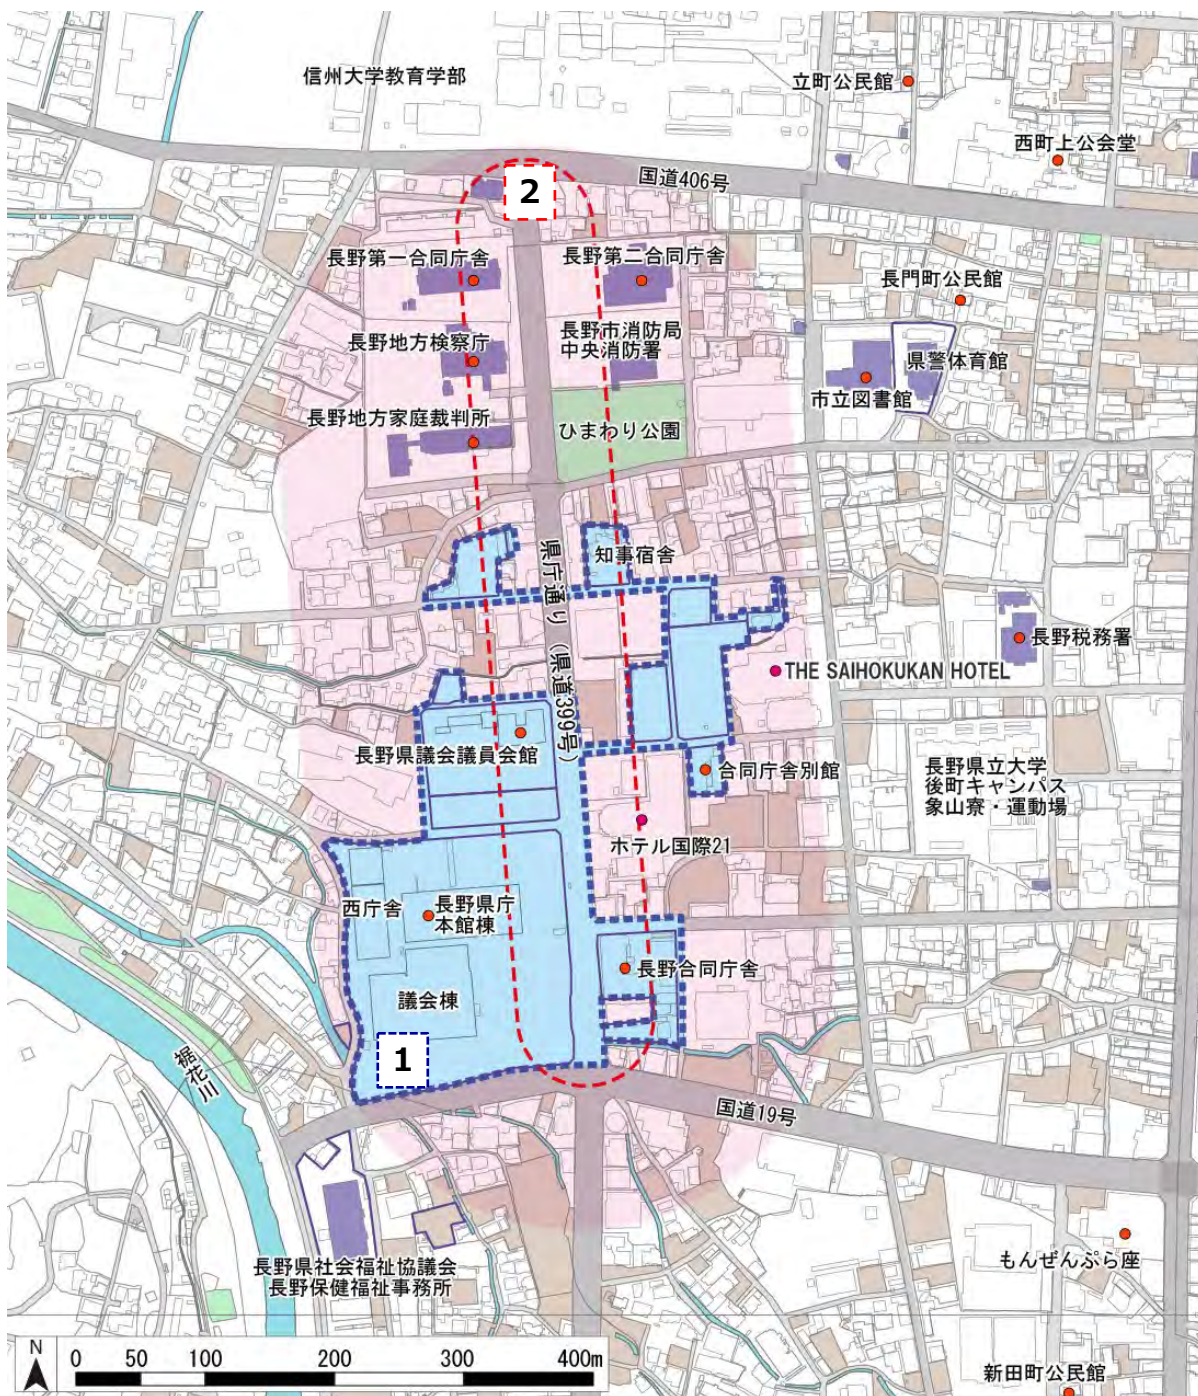 信州大学教育学部
立町公民館
西町上公会堂
国道406号
2
長野第一合同庁舎
長野第二合同庁舎
長門町公民館
長野地方検察庁
長野市消防局
中央消防署
県警体育館
市立図書館
長野地方家庭裁判所
ひまわり公園
県庁通り(県道399号)
知事宿舎
長野税務署
THE SAIHOKUKAN HOTEL
長野県議会議員会館
合同庁舎別館
長野県立大学
後町キャンパス
象山寮・運動場
ホテル国際21
西庁舎
長野県庁
本館棟
長野合同庁舎
議会棟
1
裾花川
国道19号
長野県社会福祉協議会
長野保健福祉事務所
もんぜんぷら座
新田町公民館
N
0 50 100 200 300 400m